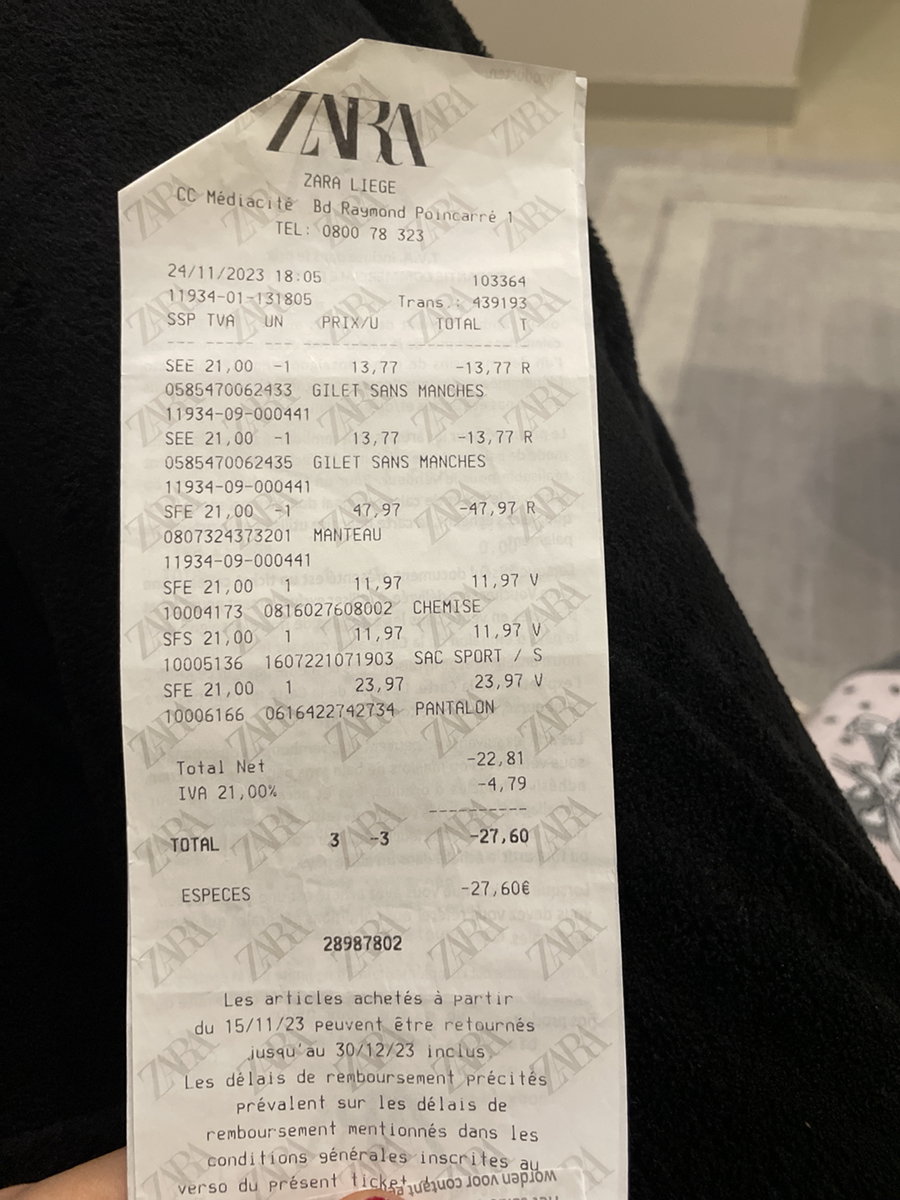 ZARA
ZARA LIEGE
CC Médiacité Bd Raymond Poincarré 1
TEL: 0800 78 323
24/11/2023 18:05 103364
11934-01-131805 Trans.: 439193
SSP TVA UN PRIX/U TOTAL T
SEE 21,00 -1 13,77 -13,77 R
0585470062433 GILET SANS MANCHES
11934-09-000441
SEE 21,00 -1 13,77 -13,77 R
0585470062435 GILET SANS MANCHES
11934-09-000441
SFE 21,00 -1 47,97 -47,97 R
0807324373201 MANTEAU
11934-09-000441
SFE 21,00 1 11,97 11,97 V
10004173 0816027608002 CHEMISE
SFS 21,00 1 11,97 11,97 V
10005136 1607221071903 SAC SPORT / S
SFE 21,00 1 23,97 23,97 V
10006166 0616422742734 PANTALON
Total Net -22,81
IVA 21,00% -4,79
TOTAL 3 -3 -27,60
ESPECES -27,60€
28987802
Les articles achetés à partir
du 15/11/23 peuvent être retournés
jusqu'au 30/12/23 inclus
Les délais de remboursement précités
prévalent sur les délais de
remboursement mentionnés dans les
conditions générales inscrites au
verso du présent ticket
worden voor contant